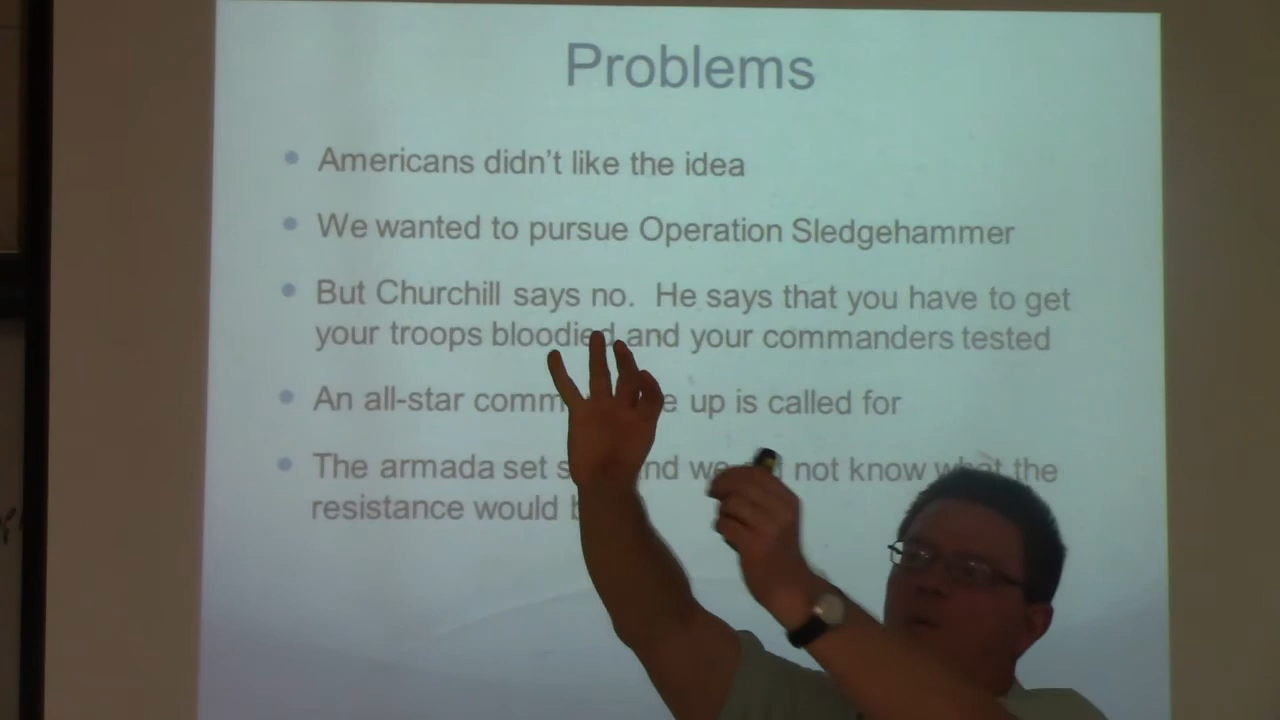 Problems
Americans didn't like the idea
We wanted to pursue Operation Sledgehammer
But Churchill says no. He says that you have to get
your troops bloodied and your commanders tested
An all-star up is called for
The armada set not know what the
resistance would